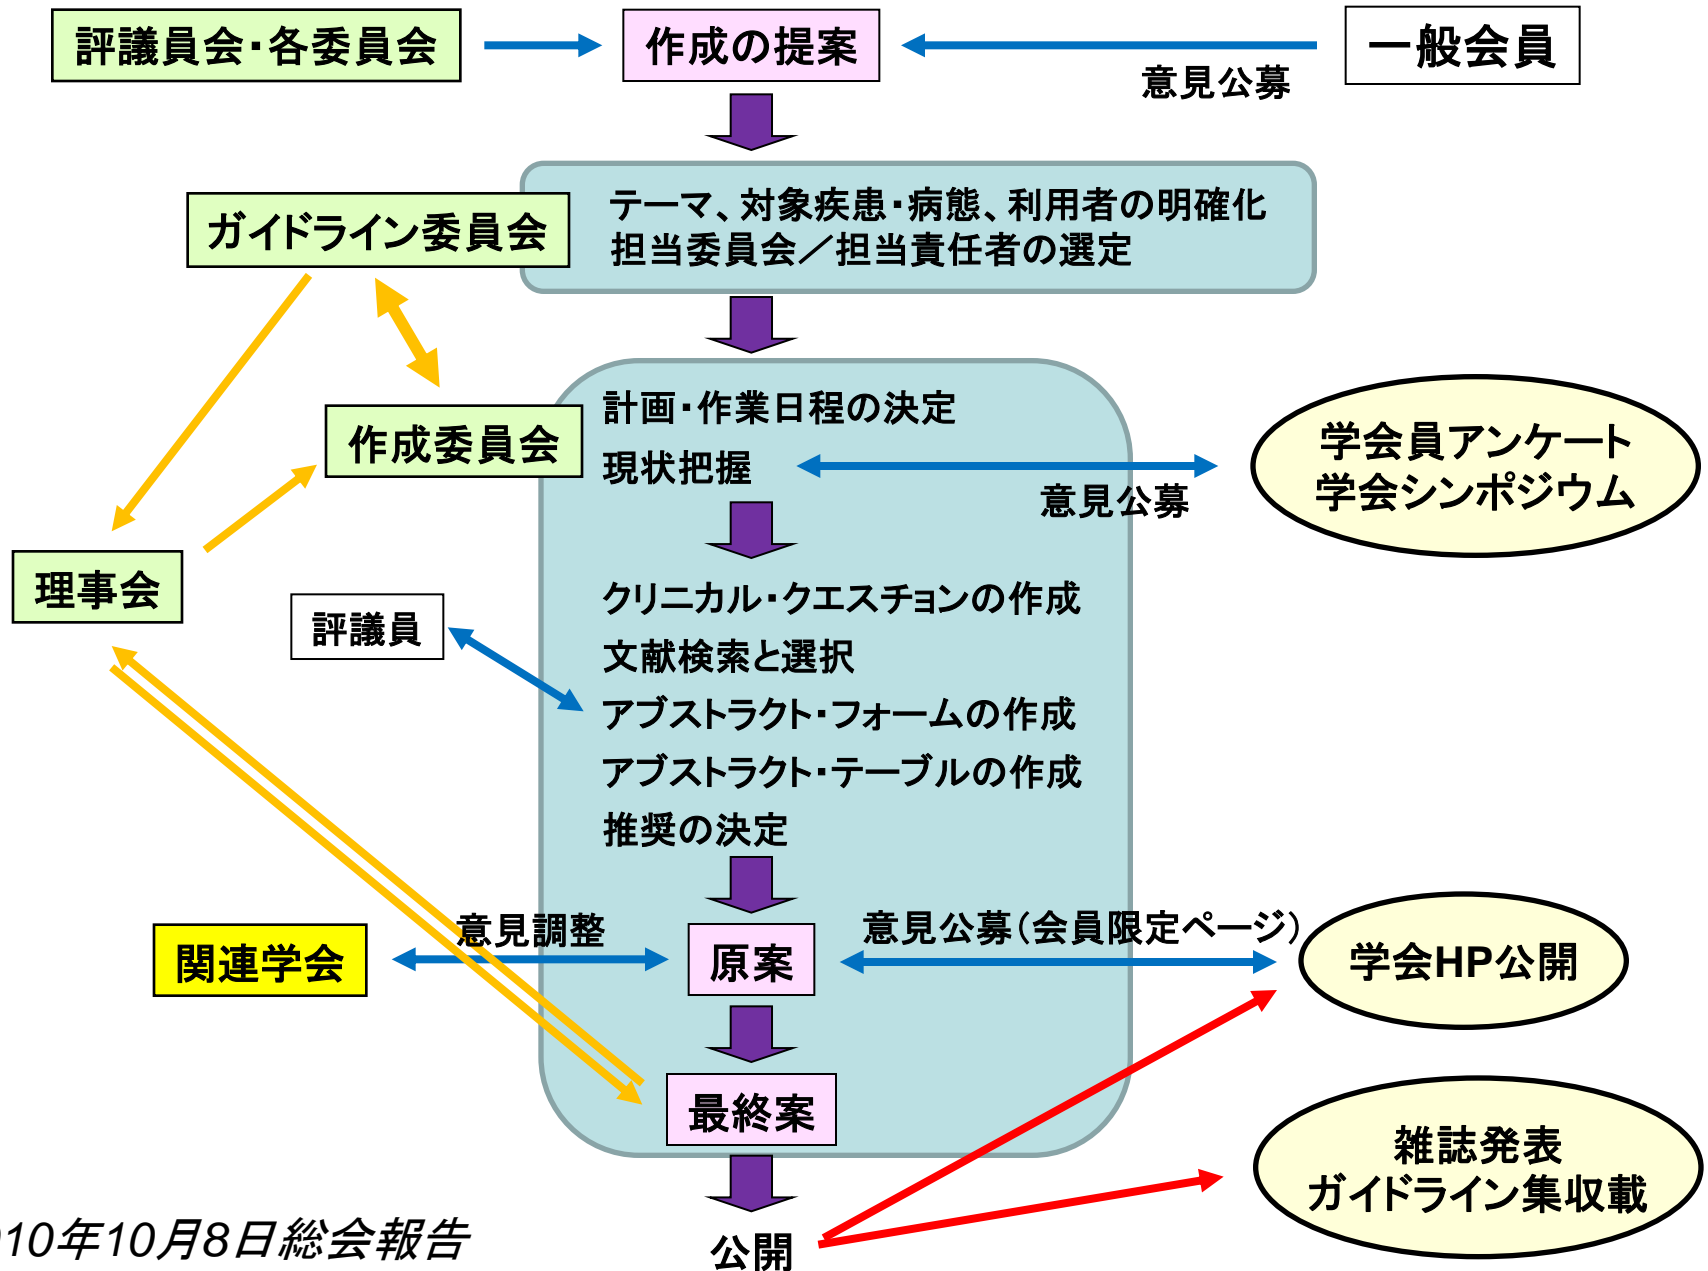 評議員会・各委員会
作成の提案
一般会員
意見公募
ガイドライン委員会
テーマ、対象疾患・病態、利用者の明確化
担当委員会／担当責任者の選定
作成委員会
計画・作業日程の決定
現状把握
意見公募
学会員アンケート
学会シンポジウム
理事会
評議員
クリニカル・クエスチョンの作成
文献検索と選択
アブストラクト・フォームの作成
アブストラクト・テーブルの作成
推奨の決定
関連学会
意見調整
原案
意見公募（会員限定ページ）
学会HP公開
最終案
雑誌発表
ガイドライン集収載
公開
10年10月8日総会報告